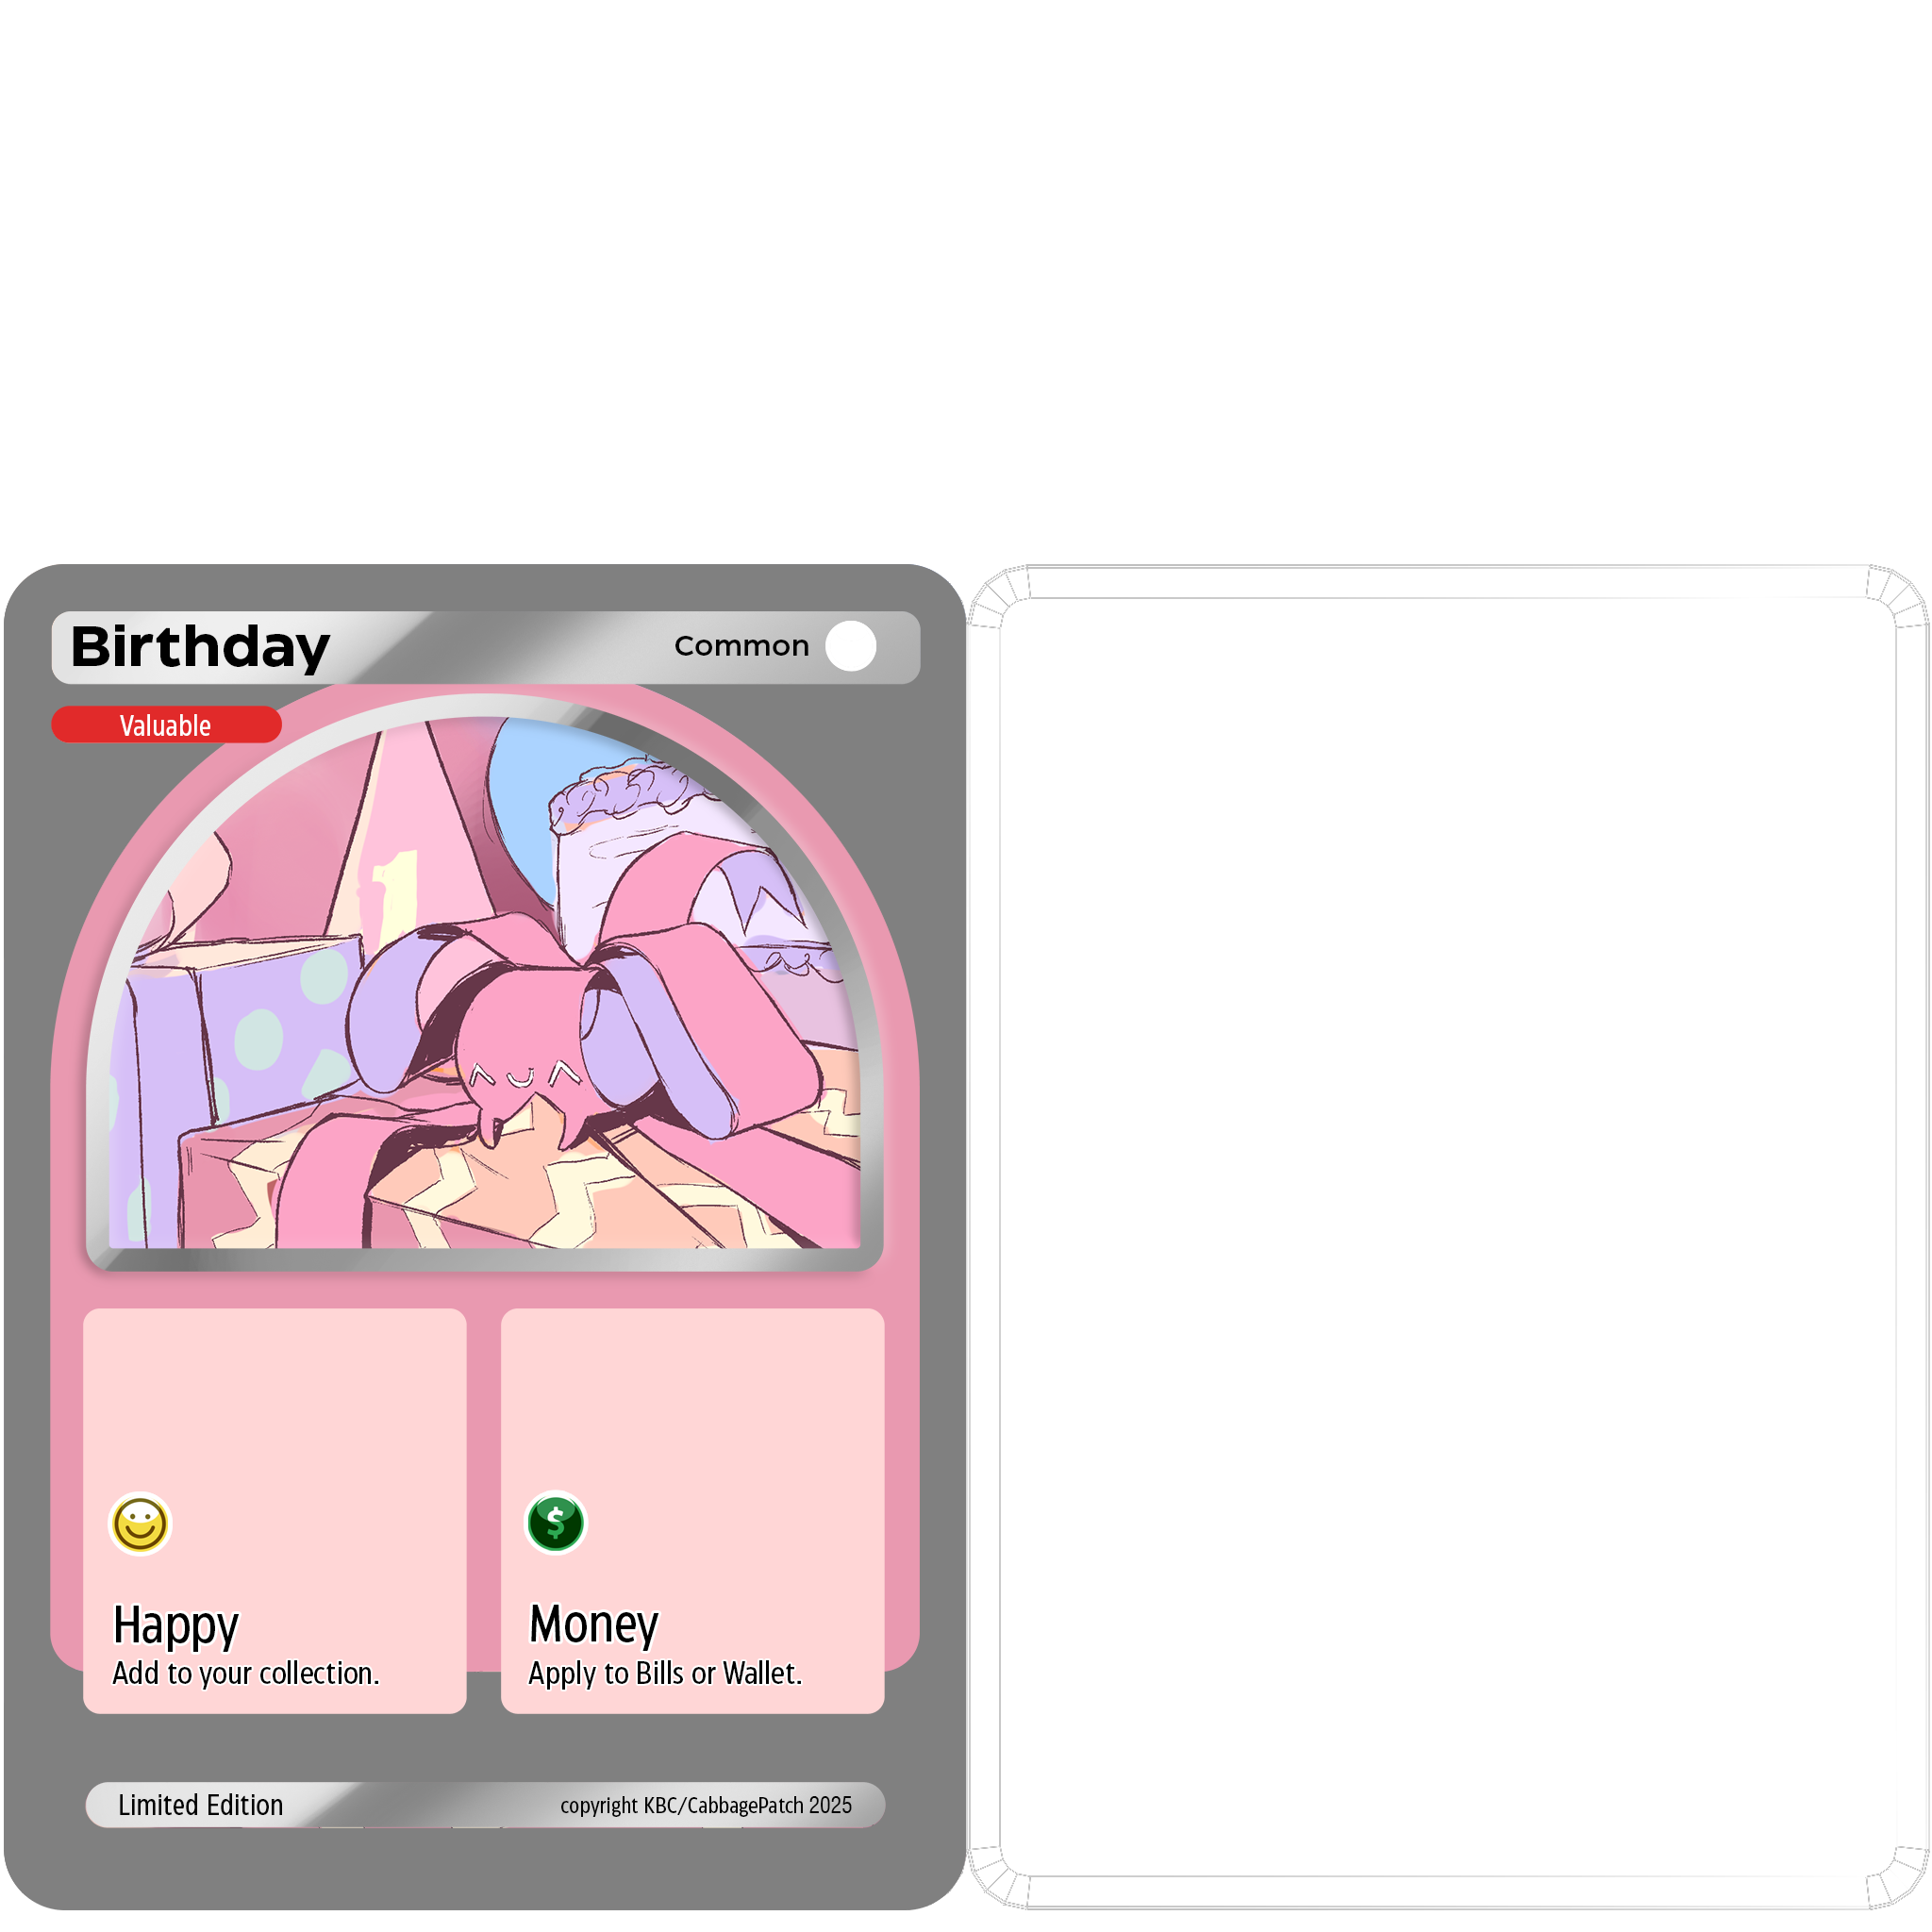 Birthday
Common
Valuable
1
$
Happy
Money
Add to your collection.
Apply to Bills or Wallet.
Limited Edition
copyright KBC/CabbagePatch 2025